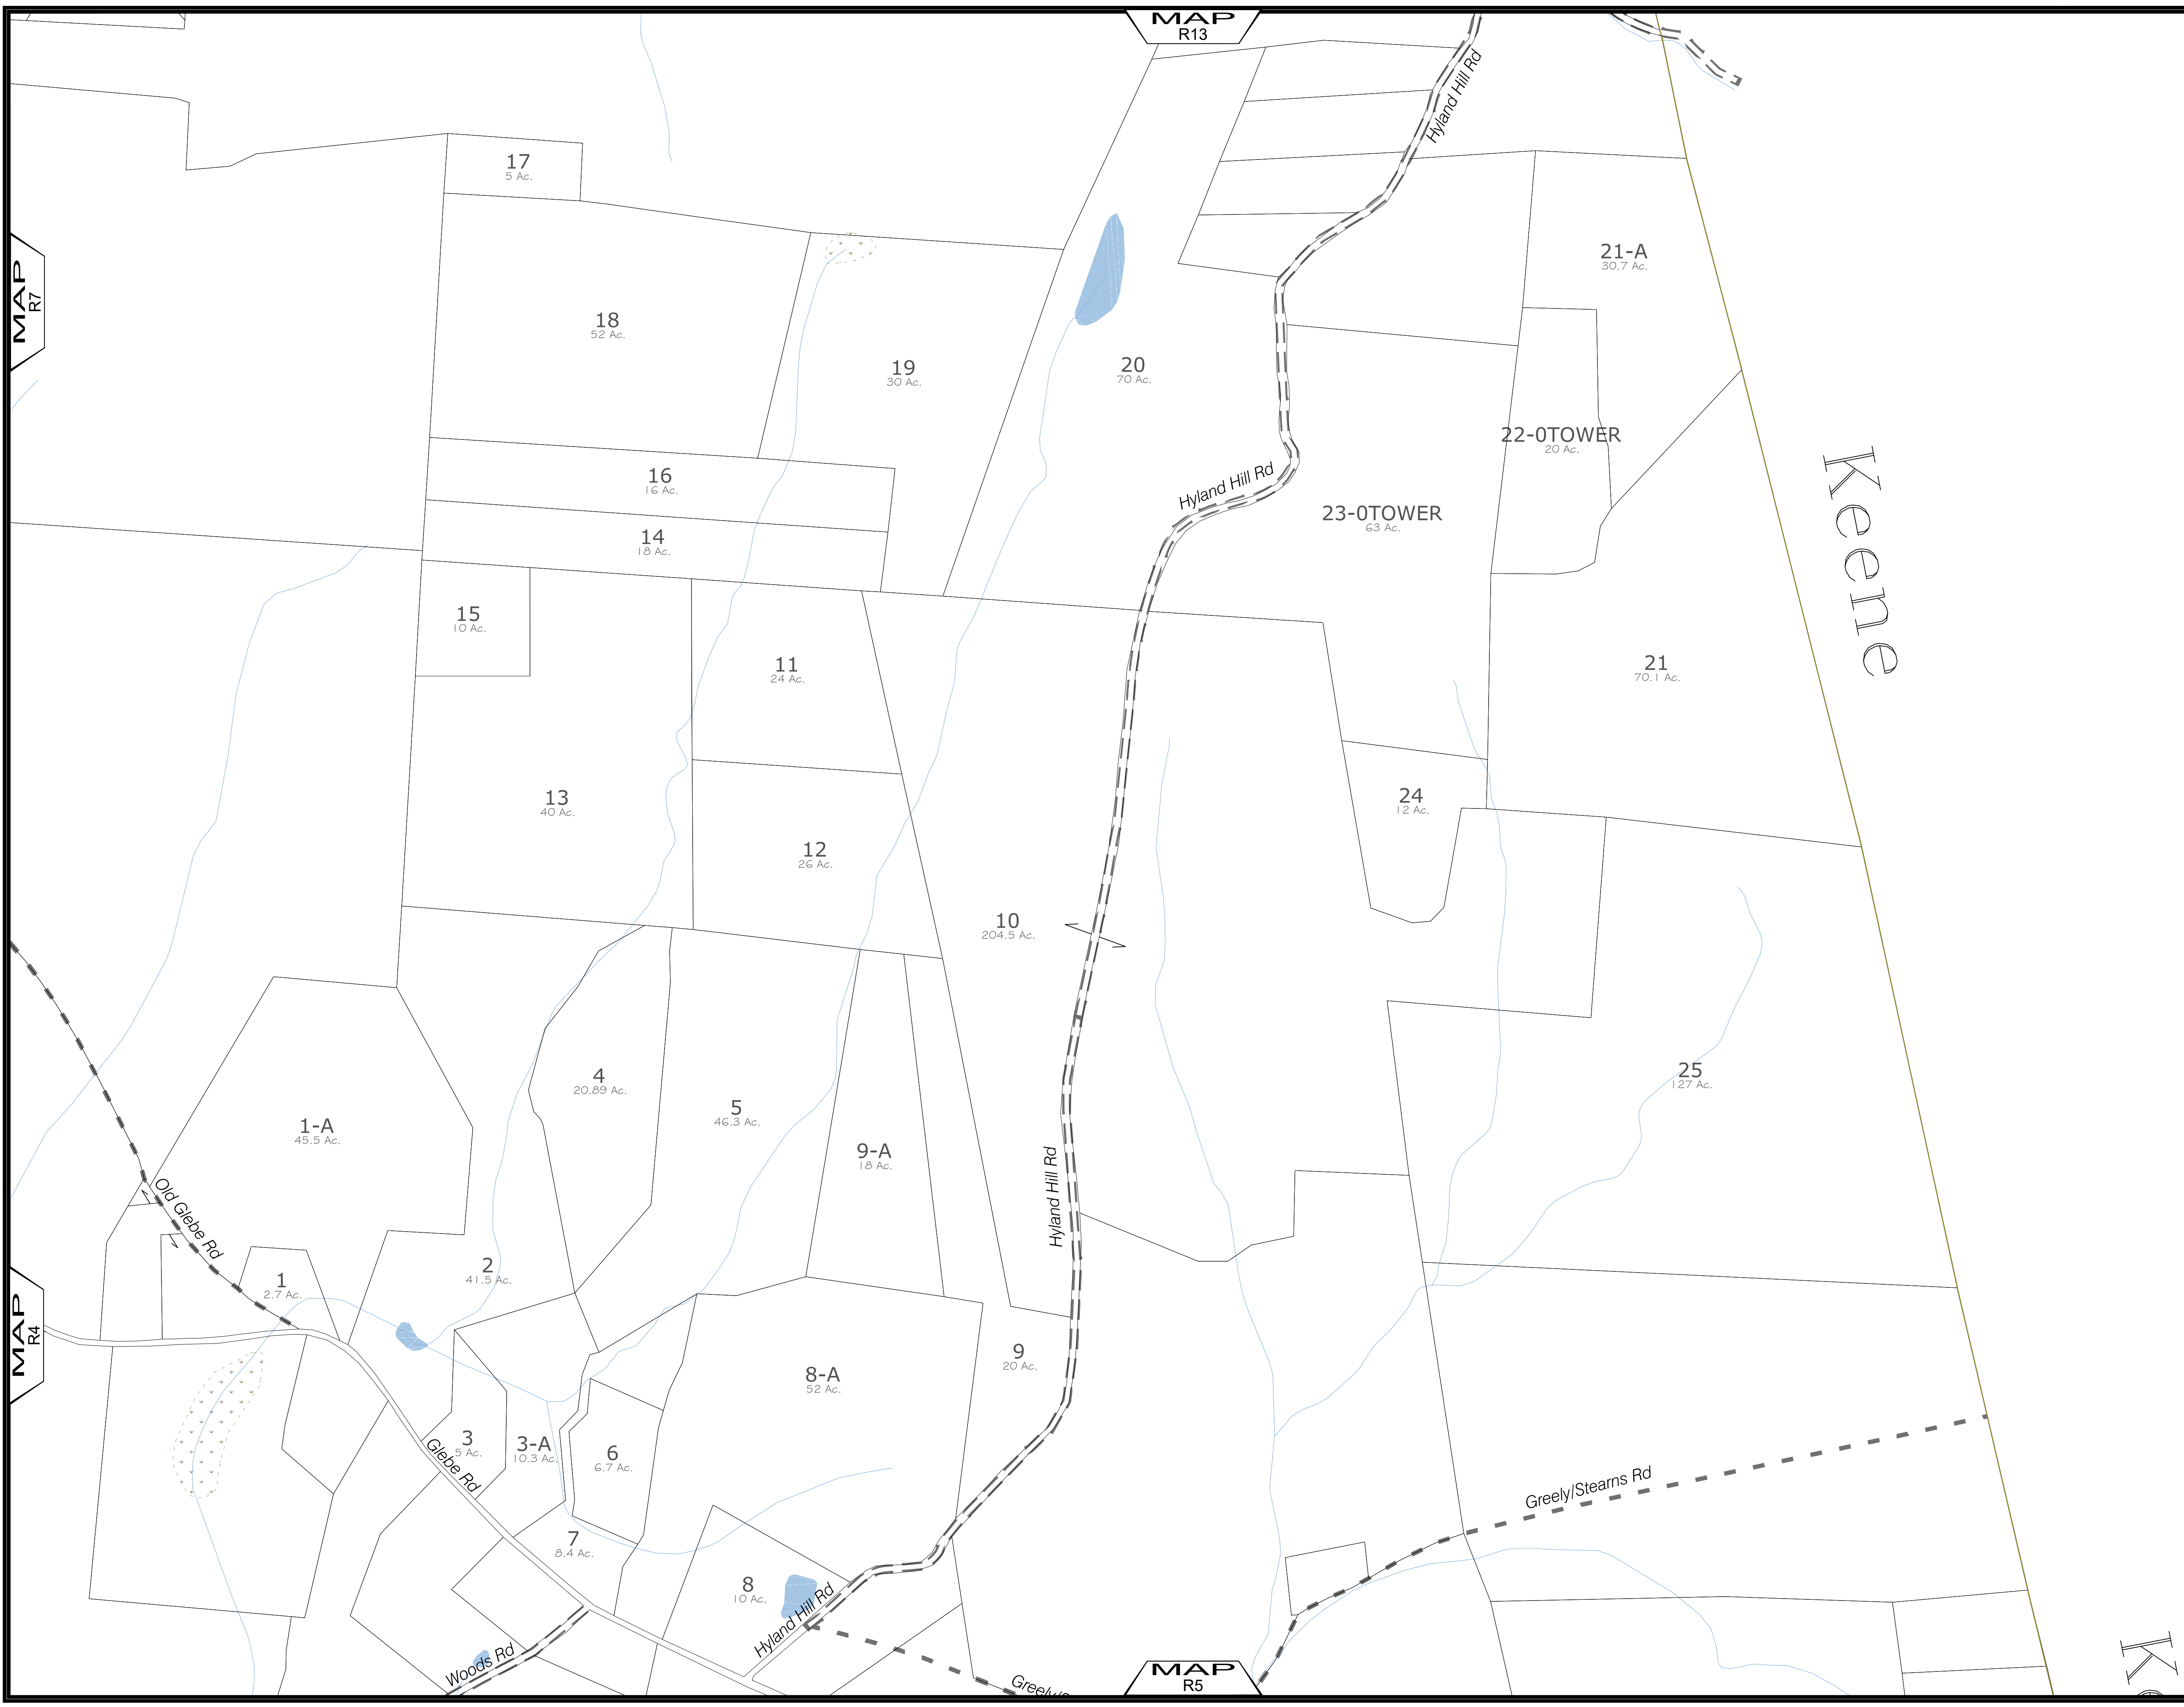 MAP
R13
Hyland Hill Rd
17
5 Ac.
21-A
30.7 Ac.
MAP
R7
18
52 Ac.
19
30 Ac.
20
70 Ac.
22-0TOWER
20 Ac.
16
16 Ac.
Hyland Hill Rd
23-0TOWER
63 Ac.
Keene
14
18 Ac.
15
10 Ac.
11
24 Ac.
21
70.1 Ac.
13
40 Ac.
24
12 Ac.
12
26 Ac.
10
204.5 Ac.
4
20.89 Ac.
25
127 Ac.
5
46.3 Ac.
1-A
45.5 Ac.
9-A
18 Ac.
Old Glebe Rd
Hyland Hill Rd
2
41.5 Ac.
1
2.7 Ac.
MAP
R4
9
20 Ac.
8-A
52 Ac.
3
5 Ac.
3-A
10.3 Ac.
6
6.7 Ac.
Glebe Rd
Greely/Stearns Rd
7
8.4 Ac.
8
10 Ac.
Hyland Hill Rd
Woods Rd
MAP
R5